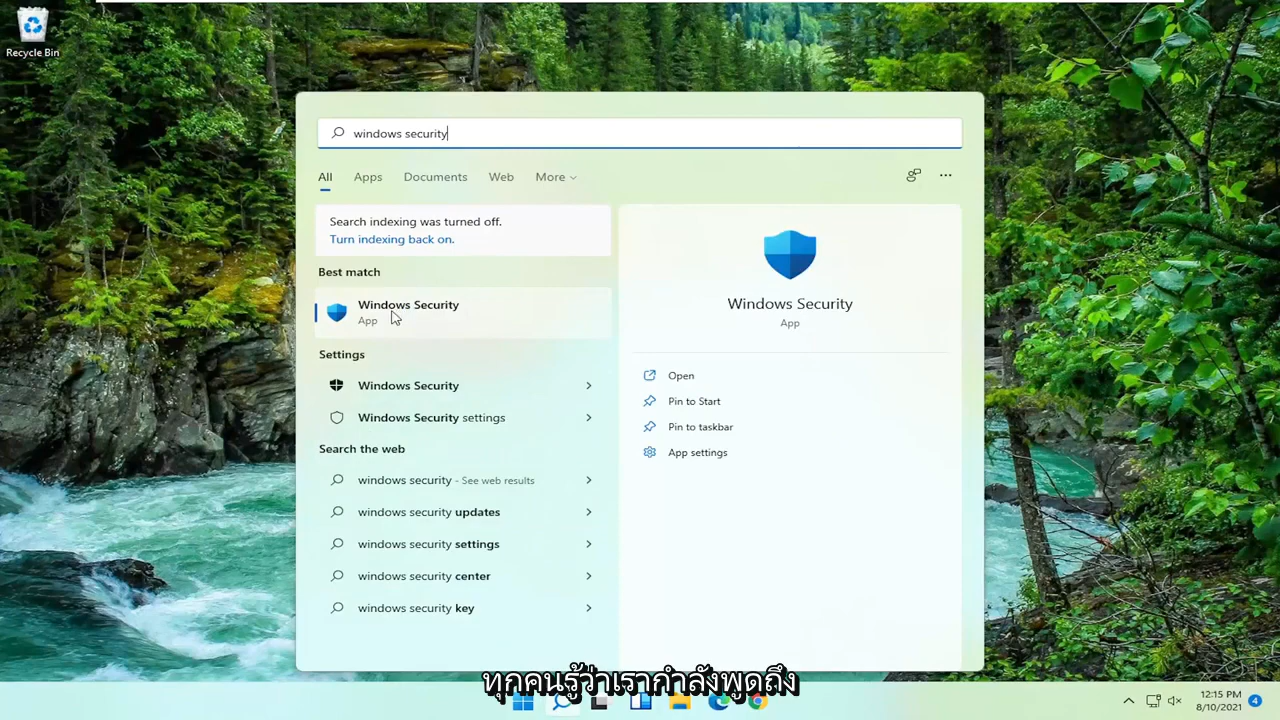 Recycle Bin
windows security
All Apps Documents Web More
Search indexing was turned off.
Turn indexing back on.
Best match
Windows Security
App
Settings
Windows Security
Windows Security settings
Search the web
windows security - See web results
windows security updates
windows security settings
windows security center
windows security key
Windows Security
App
Open
Pin to Start
Pin to taskbar
App settings
ทุกคนรู้ว่าเรากำลังพูดถึง
12:15 PM
8/10/2021
4